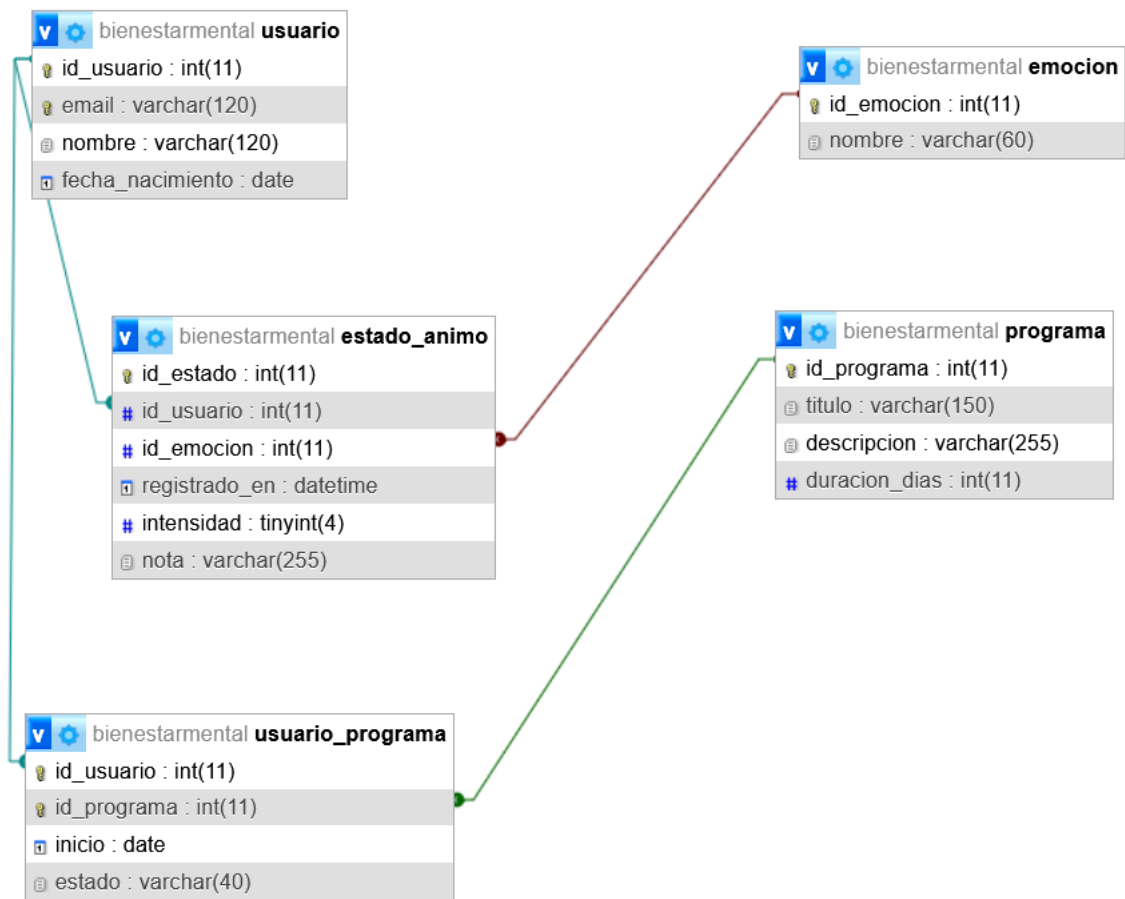 v bienestarmental usuario
id_usuario : int(11)
email : varchar(120)
nombre : varchar(120)
fecha_nacimiento : date
v bienestarmental emocion
id_emocion : int(11)
nombre : varchar(60)
v bienestarmental estado_animo
id_estado : int(11)
# id_usuario : int(11)
# id_emocion : int(11)
registrado_en : datetime
# intensidad : tinyint(4)
nota : varchar(255)
v bienestarmental programa
id_programa : int(11)
titulo : varchar(150)
descripcion : varchar(255)
# duracion_dias : int(11)
v bienestarmental usuario_programa
id_usuario : int(11)
id_programa : int(11)
inicio : date
estado : varchar(40)